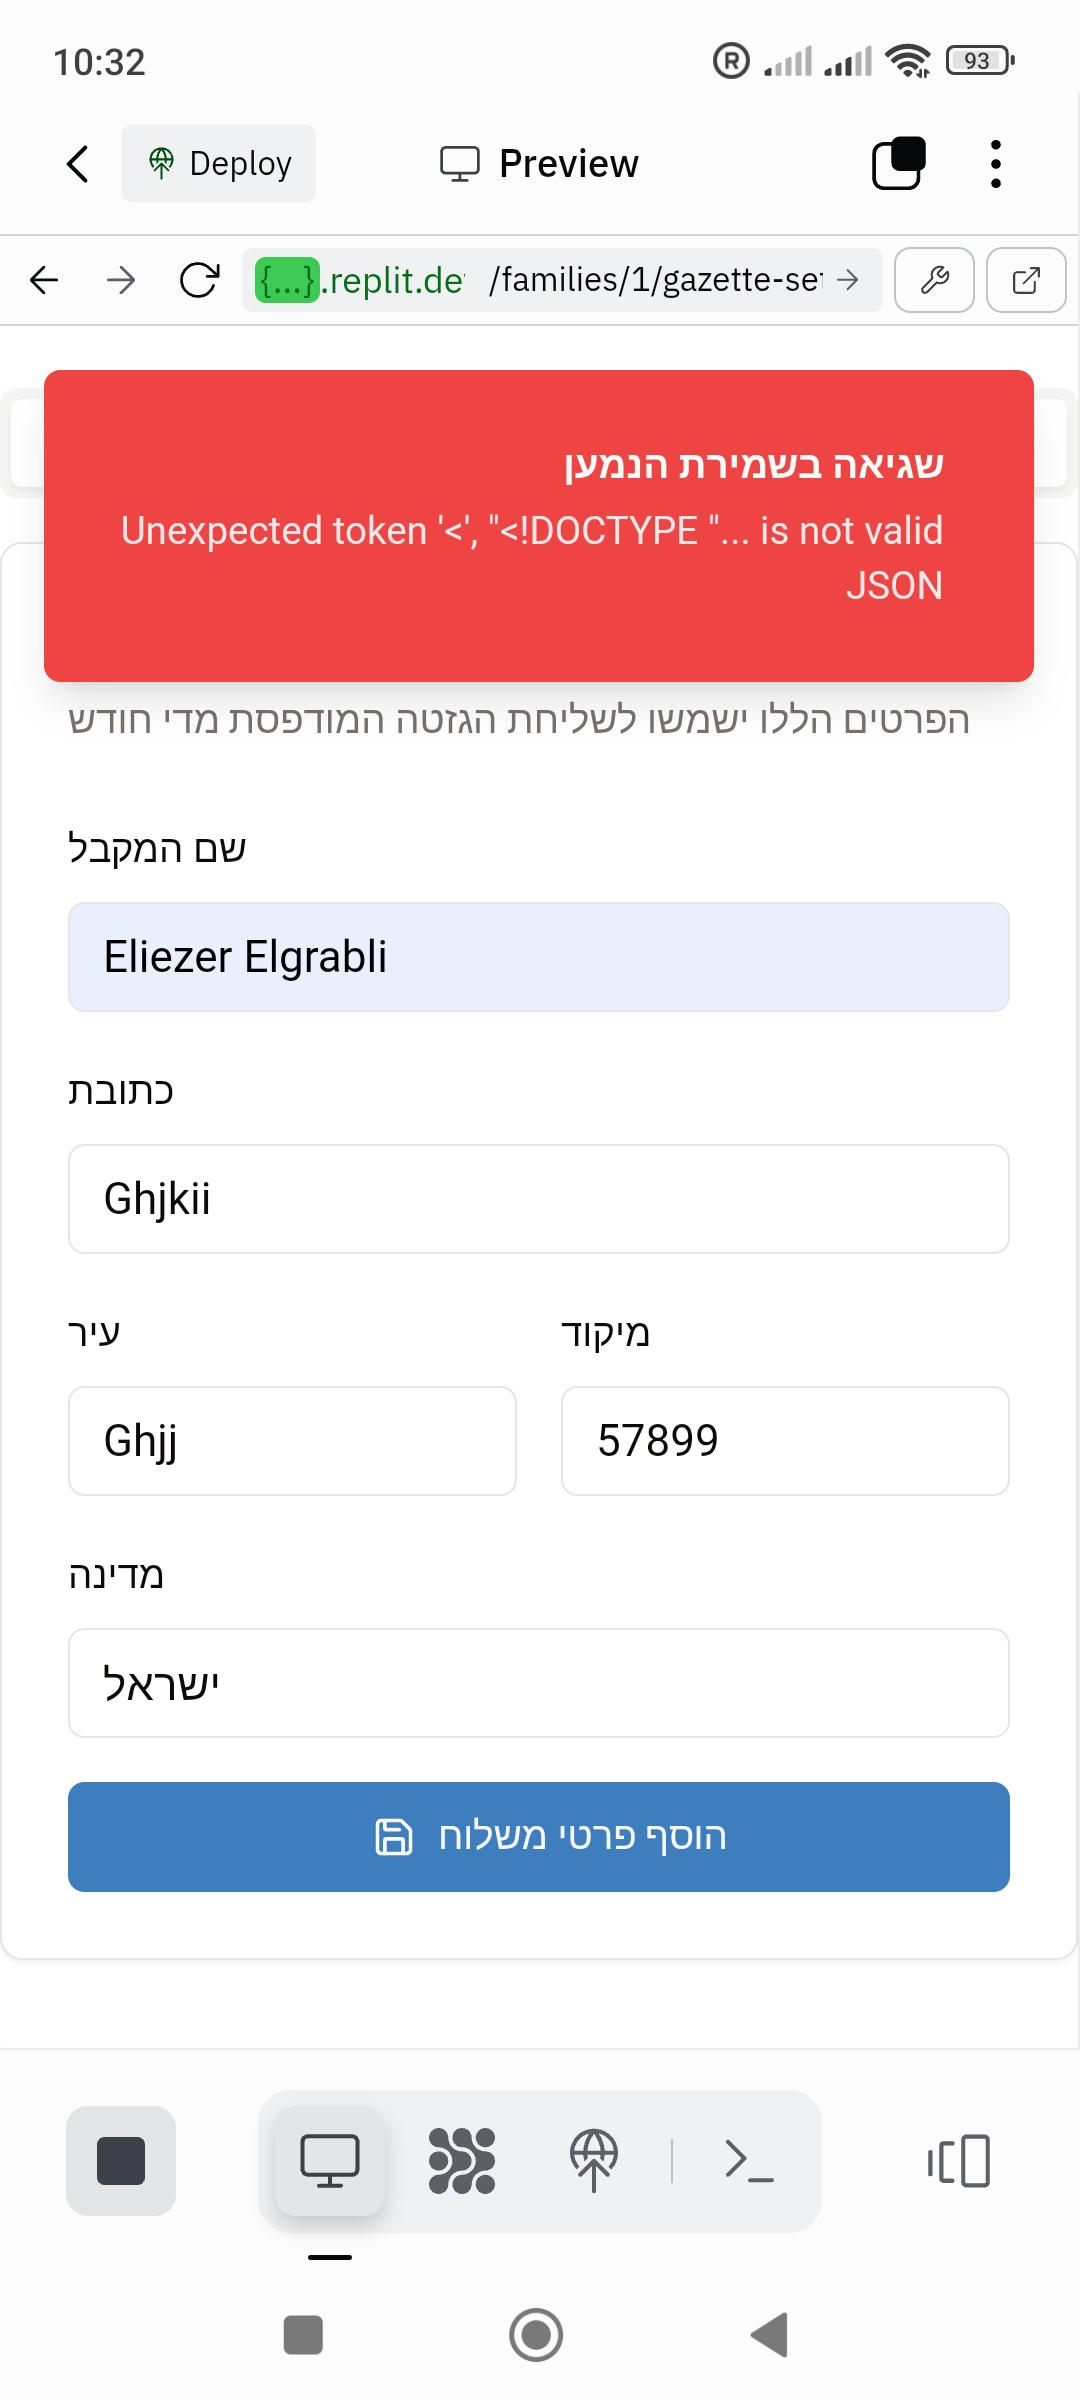 10:32
93
Deploy
Preview
{...}.replit.de
/families/1/gazette-se
שגיאה בשמירת הנמען
Unexpected token '<', "<!DOCTYPE "... is not valid
JSON
הפרטים הללו ישמשו לשליחת הגזטה המודפסת מדי חודש
שם המקבל
Eliezer Elgrabli
כתובת
Ghjkii
עיר
מיקוד
Ghjj
57899
מדינה
ישראל
הוסף פרטי משלוח